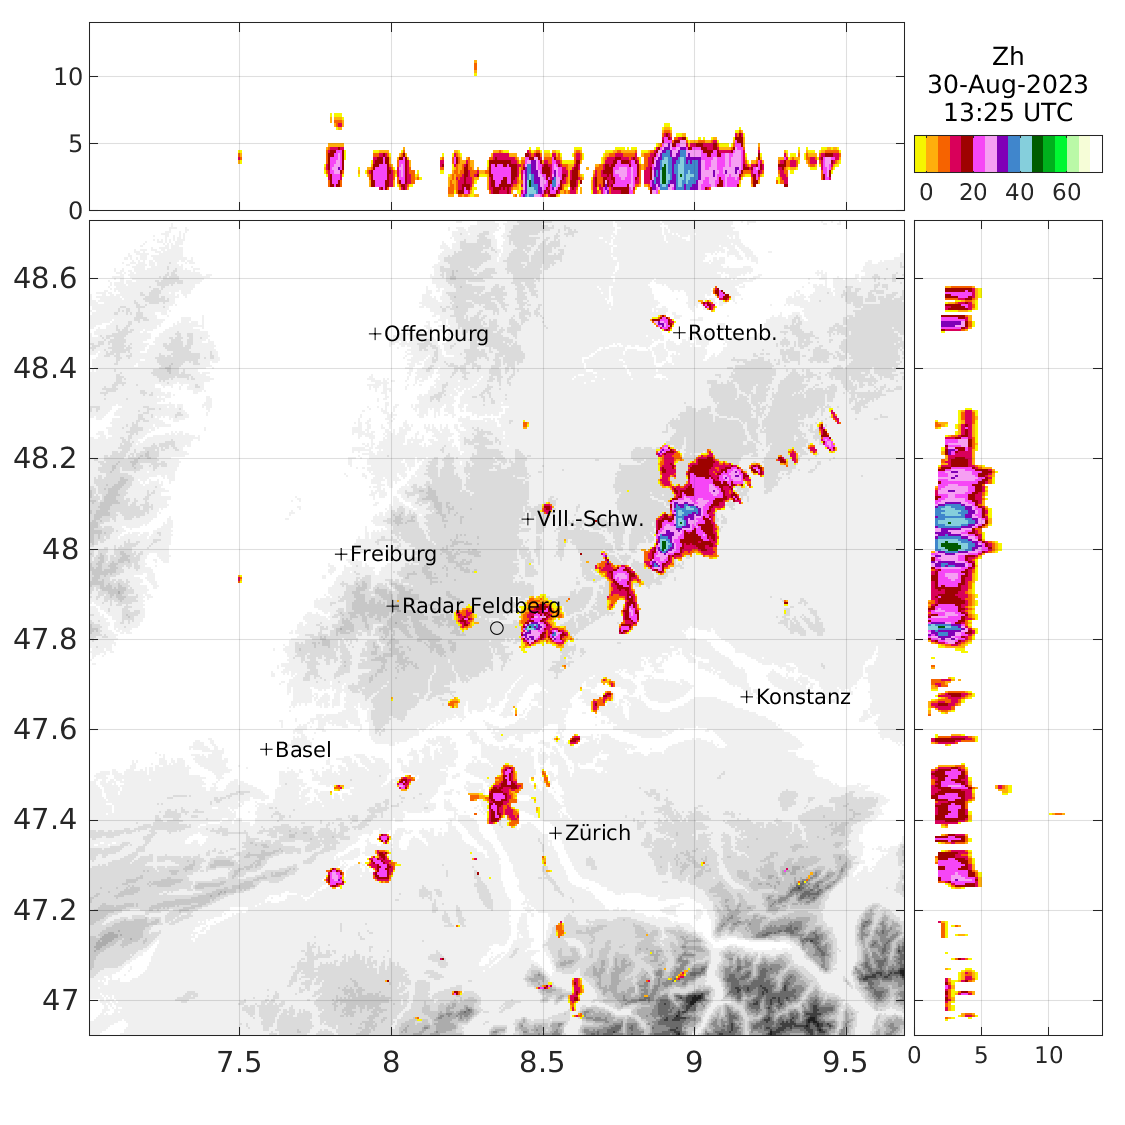 10
5
0
Zh
30-Aug-2023
13:25 UTC
0 20 40 60
48.6
48.4
48.2
48
47.8
47.6
47.4
47.2
47
+Offenburg
+Rottenb.
+Vill.-Schw.
+Freiburg
+Radar Feldberg
+Konstanz
+Basel
+Zürich
7.5 8 8.5 9 9.5
0 5 10